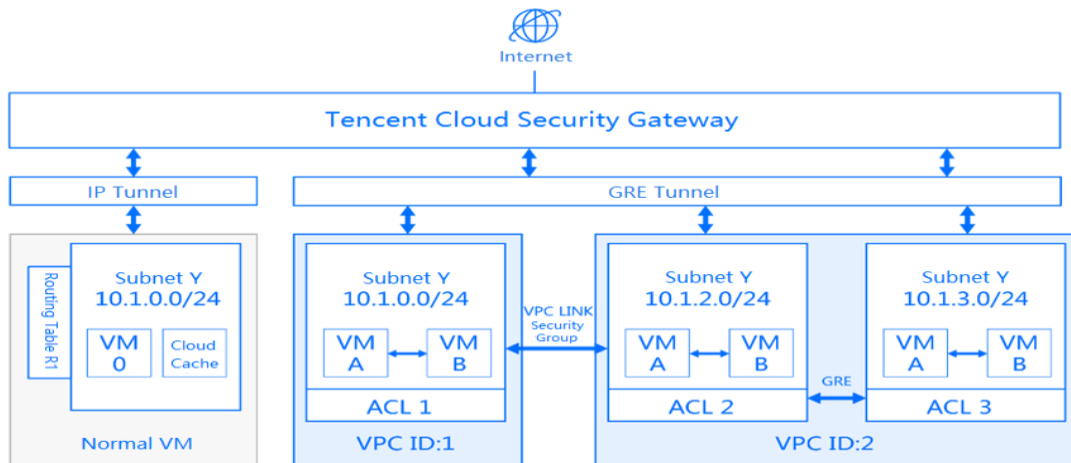 Internet
Tencent Cloud Security Gateway
IP Tunnel
GRE Tunnel
Routing Table R1
Subnet Y
10.1.0.0/24
VM
0
Cloud
Cache
Normal VM
Subnet Y
10.1.0.0/24
VM
A
VM
B
ACL 1
VPC ID:1
VPC LINK
Security
Group
Subnet Y
10.1.2.0/24
VM
A
VM
B
ACL 2
GRE
Subnet Y
10.1.3.0/24
VM
A
VM
B
ACL 3
VPC ID:2